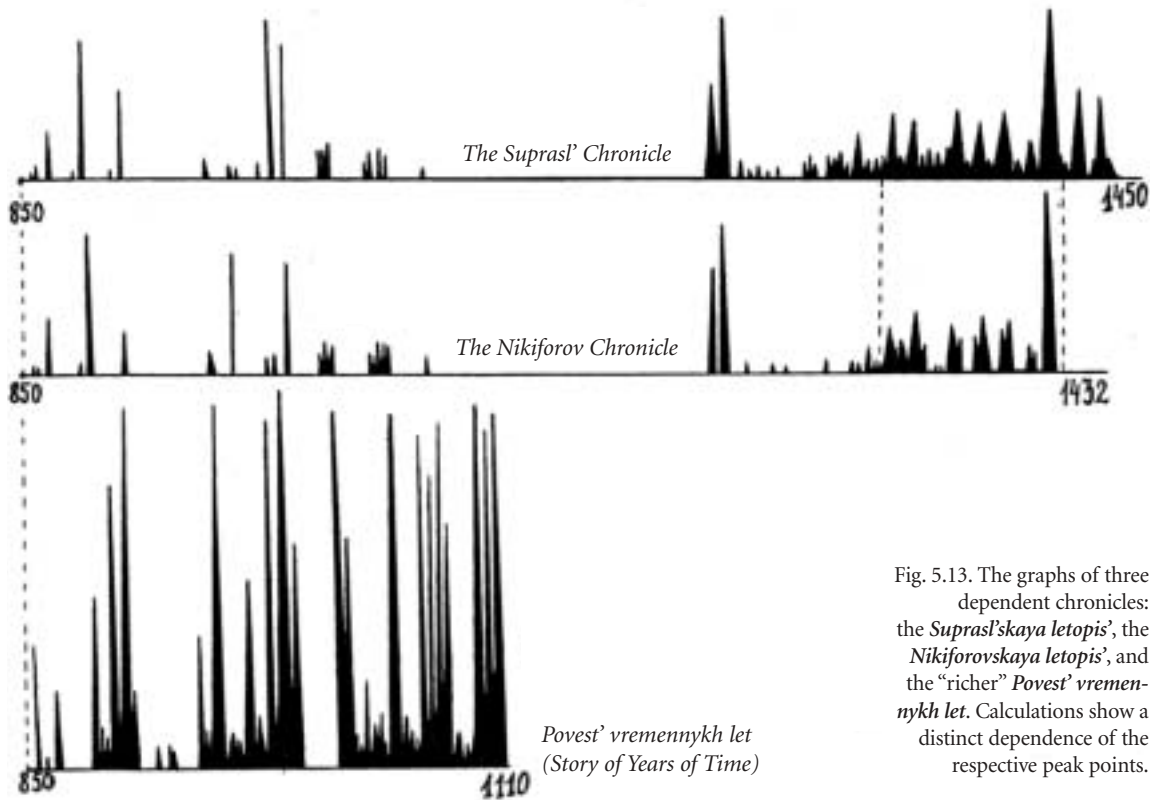 The Suprasl' Chronicle
850
1450
The Nikiforov Chronicle
850
1432
Povest' vremennykh let
(Story of Years of Time)
850
1110
Fig. 5.13. The graphs of three
dependent chronicles:
the Suprasl'skaya letopis', the
Nikiforovskaya letopis', and
the “richer” Povest' vremen-
nykh let. Calculations show a
distinct dependence of the
respective peak points.